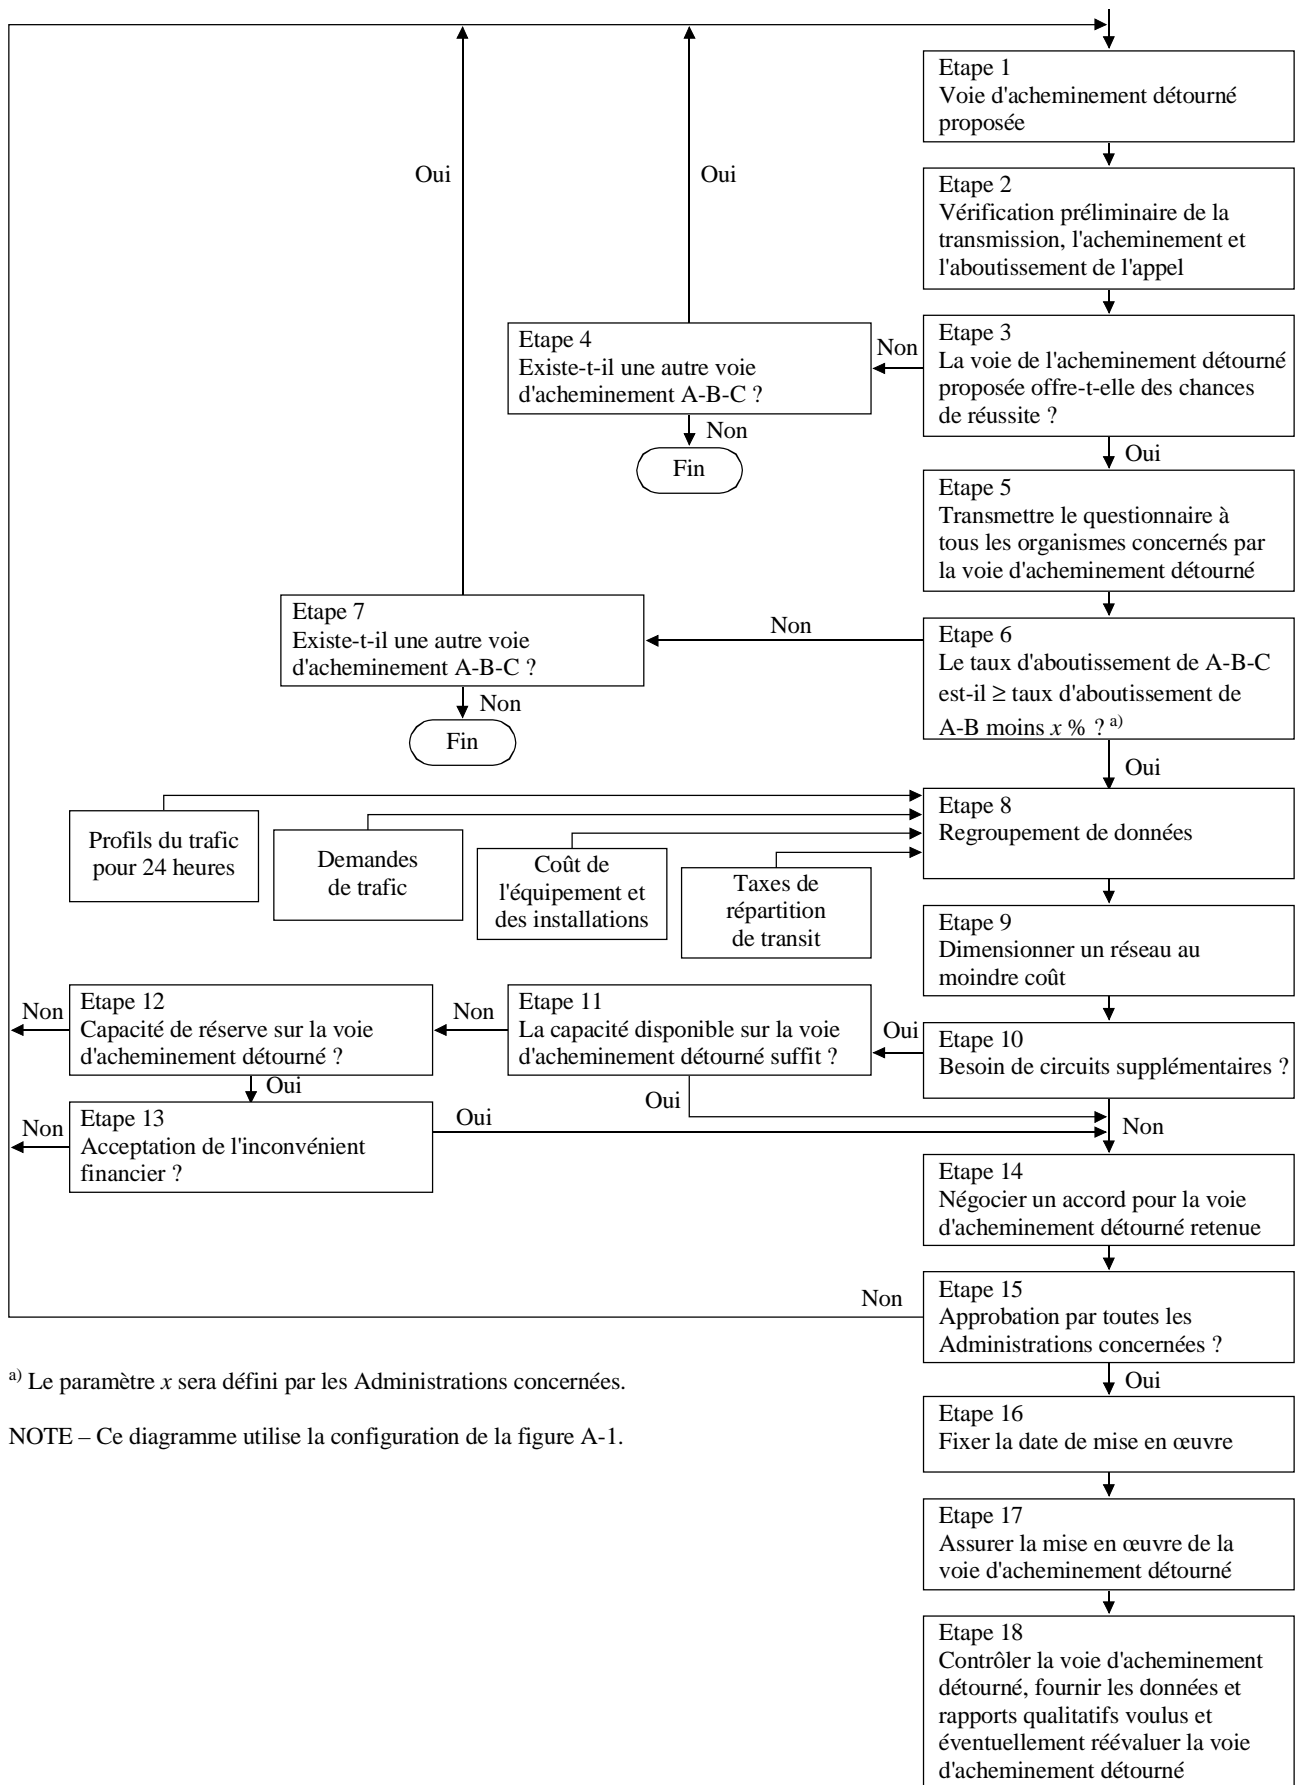 Etape 1
Voie d'acheminement détourné
proposée
Oui
Oui
Etape 2
Vérification préliminaire de la
transmission, l'acheminement et
l'aboutissement de l'appel
Etape 3
La voie de l'acheminement détourné
proposée offre-t-elle des chances
de réussite ?
Non
Etape 4
Existe-t-il une autre voie
d'acheminement A-B-C ?
Non
Fin
Oui
Etape 5
Transmettre le questionnaire à
tous les organismes concernés par
la voie d'acheminement détourné
Etape 6
Le taux d'aboutissement de A-B-C
est-il ≥ taux d'aboutissement de
A-B moins x % ? a)
Non
Etape 7
Existe-t-il une autre voie
d'acheminement A-B-C ?
Non
Fin
Oui
Etape 8
Regroupement de données
Profils du trafic
pour 24 heures
Demandes
de trafic
Coût de
l'équipement et
des installations
Taxes de
répartition
de transit
Etape 9
Dimensionner un réseau au
moindre coût
Etape 10
Besoin de circuits supplémentaires ?
Oui
Etape 11
La capacité disponible sur la voie
d'acheminement détourné suffit ?
Non
Etape 12
Capacité de réserve sur la voie
d'acheminement détourné ?
Non
Oui
Etape 13
Acceptation de l'inconvénient
financier ?
Non
Oui
Oui
Non
Etape 14
Négocier un accord pour la voie
d'acheminement détourné retenue
Etape 15
Approbation par toutes les
Administrations concernées ?
Non
Oui
a) Le paramètre x sera défini par les Administrations concernées.
NOTE – Ce diagramme utilise la configuration de la figure A-1.
Etape 16
Fixer la date de mise en œuvre
Etape 17
Assurer la mise en œuvre de la
voie d'acheminement détourné
Etape 18
Contrôler la voie d'acheminement
détourné, fournir les données et
rapports qualitatifs voulus et
éventuellement réévaluer la voie
d'acheminement détourné